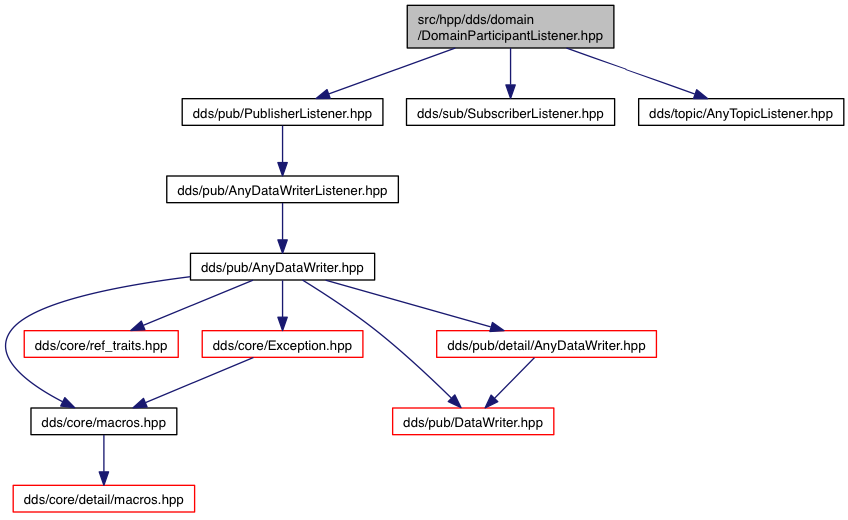 src/hpp/dds/domain
/DomainParticipantListener.hpp
dds/pub/PublisherListener.hpp
dds/sub/SubscriberListener.hpp
dds/topic/AnyTopicListener.hpp
dds/pub/AnyDataWriterListener.hpp
dds/pub/AnyDataWriter.hpp
dds/core/ref_traits.hpp
dds/core/Exception.hpp
dds/pub/detail/AnyDataWriter.hpp
dds/core/macros.hpp
dds/pub/DataWriter.hpp
dds/core/detail/macros.hpp